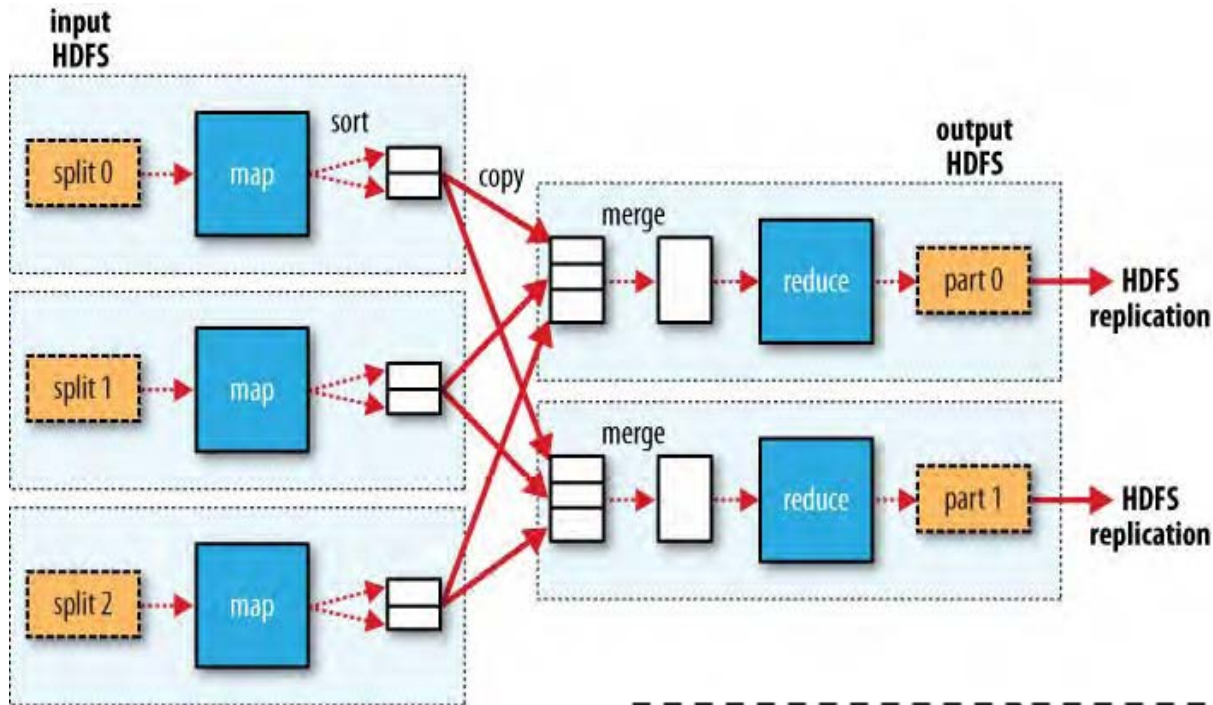 input
HDFS
split 0
map
sort
copy
split 1
map
split 2
map
output
HDFS
merge
reduce
part 0
HDFS
replication
merge
reduce
part 1
HDFS
replication